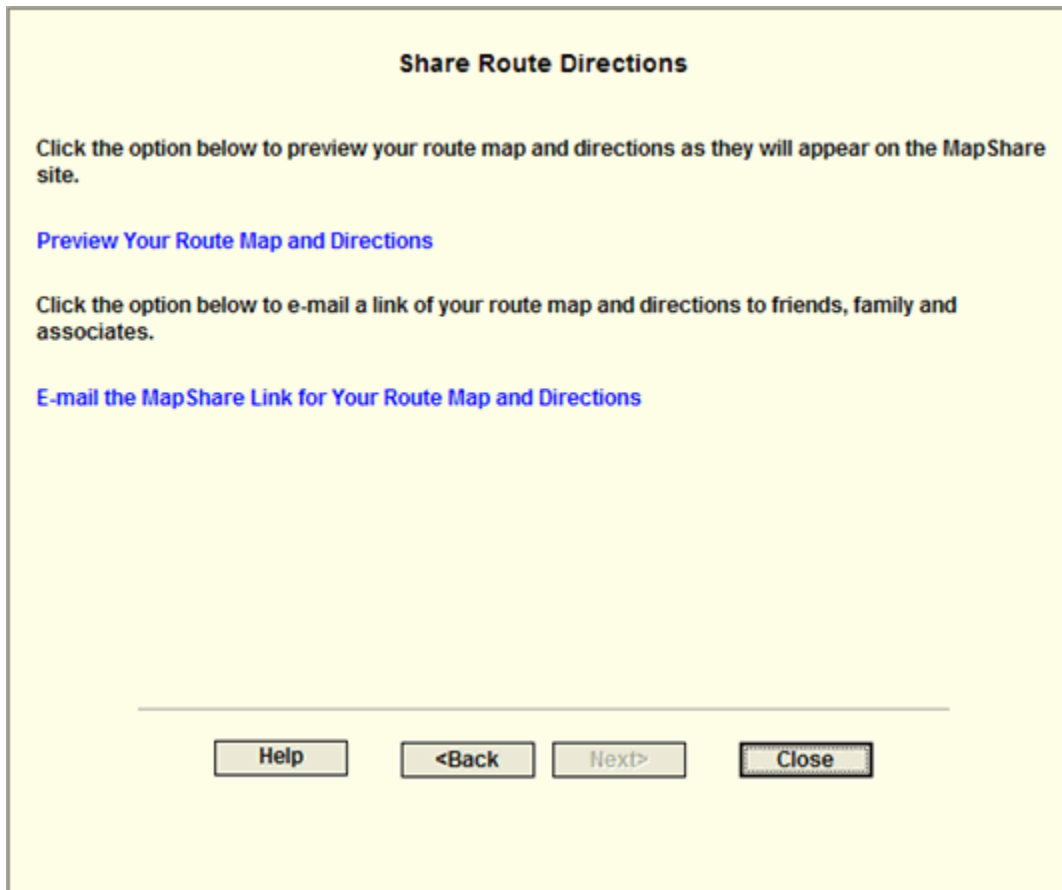 Share Route Directions
Click the option below to preview your route map and directions as they will appear on the MapShare
site.
Preview Your Route Map and Directions
Click the option below to e-mail a link of your route map and directions to friends, family and
associates.
E-mail the MapShare Link for Your Route Map and Directions
Help <Back Next> Close